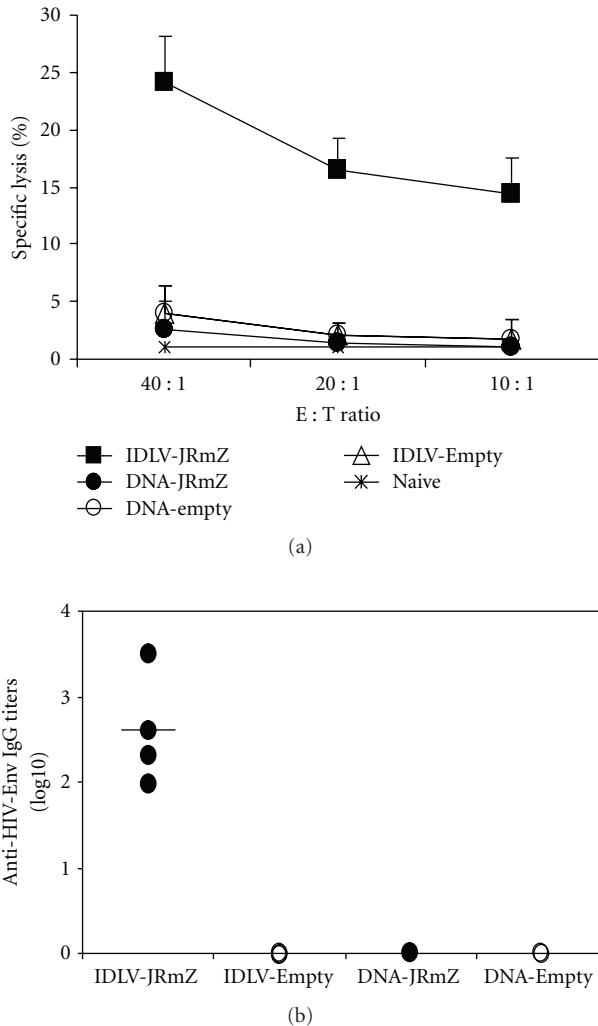 30
25
20
15
10
5
0
Specific lysis (%)
40 : 1
20 : 1
10 : 1
E : T ratio
IDLV-JRmZ
DNA-JRmZ
DNA-empty
IDLV-Empty
Naive
(a)
4
3
2
1
0
Anti-HIV-Env IgG titers
(log10)
IDLV-JRmZ
IDLV-Empty
DNA-JRmZ
DNA-Empty
(b)